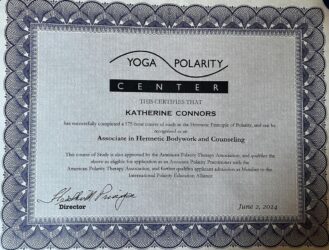 YOGA POLARITY
CENTER
THIS CERTIFIES THAT
KATHERINE CONNORS
has successfully completed a 175 hour course of study in the Hermetic Principle of Polarity, and can be
recognized as an
Associate in Hermetic Bodywork and Counseling
This course of Study is also approved by the American Polarity Therapy Association, and qualifies the
above as eligible for application as an Associate Polarity Practitioner with the
American Polarity Therapy Association, and further qualifies applicant admission as Member to the
International Polarity Education Alliance
Director
June 2, 2024